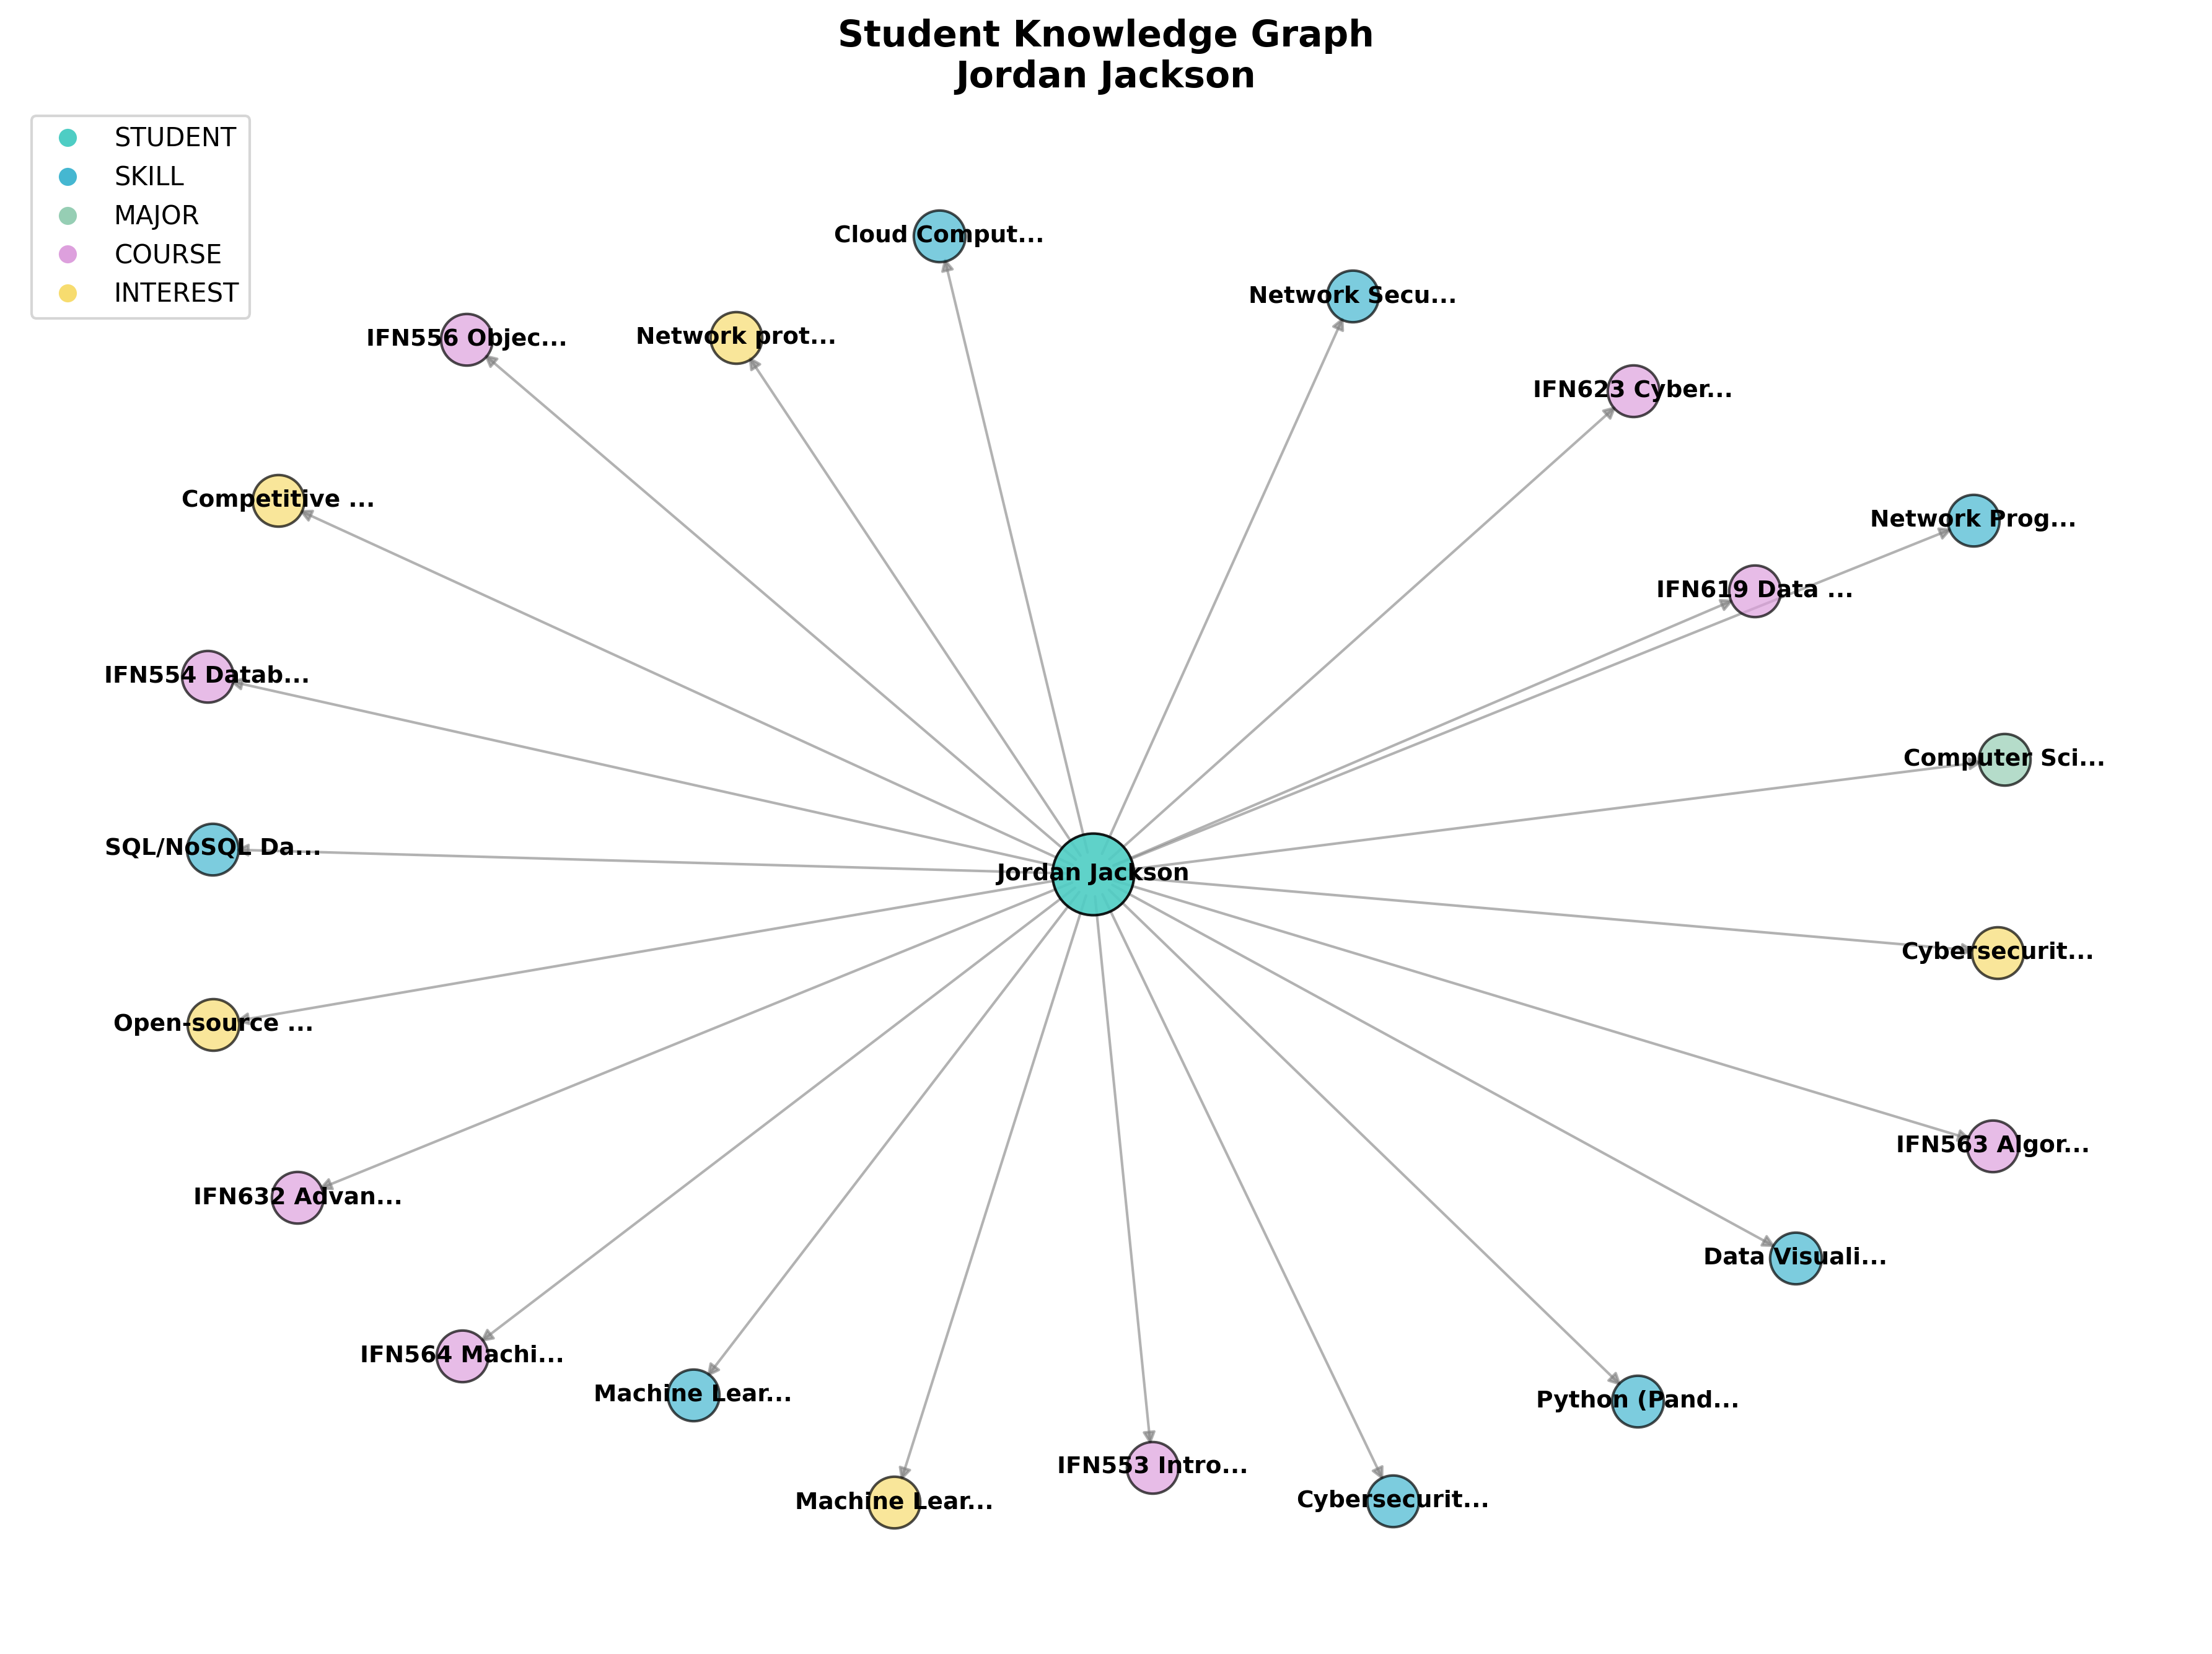 Student Knowledge Graph
Jordan Jackson
STUDENT
SKILL
MAJOR
COURSE
INTEREST
Cloud Comput...
Network Secu...
IFN556 Objec...
Network prot...
IFN623 Cyber...
Competitive ...
Network Prog...
IFN619 Data ...
IFN554 Datab...
Computer Sci...
SQL/NoSQL Da...
Jordan Jackson
Cybersecurit...
Open-source ...
IFN563 Algor...
IFN632 Advan...
Data Visuali...
IFN564 Machi...
Machine Lear...
Python (Pand...
IFN553 Intro...
Machine Lear...
Cybersecurit...